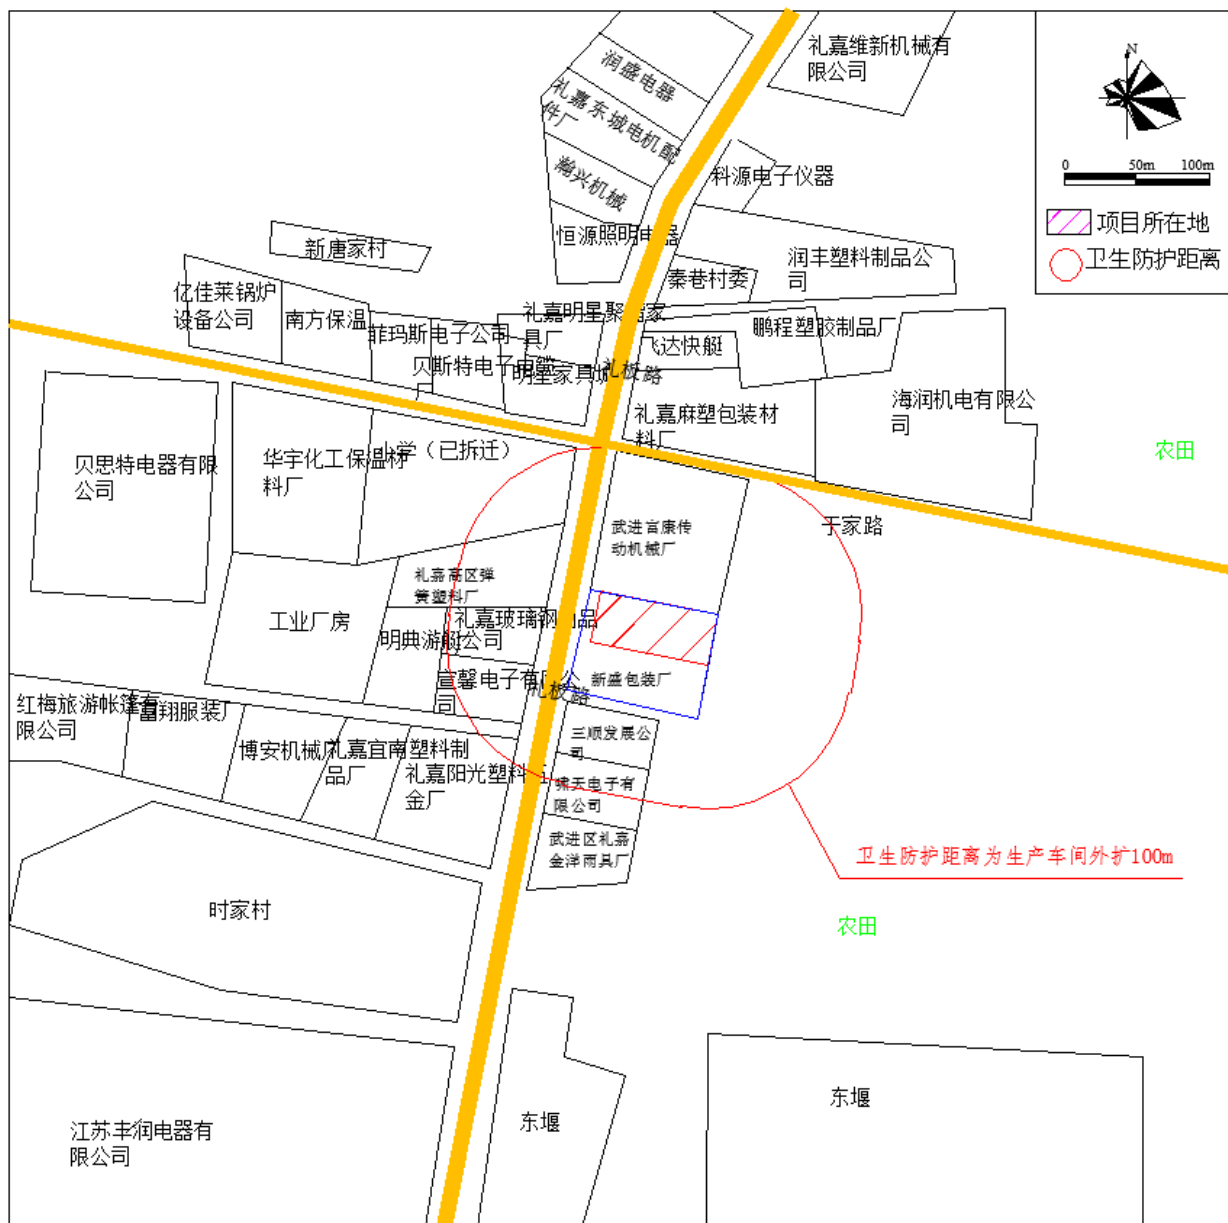 礼嘉维新机械有
限公司
N
润盛电器
礼嘉东城电机配
件厂
瀚兴机械
恒源照明电器
科源电子仪器
0 50m 100m
项目所在地
卫生防护距离
新唐家村
秦巷村委
润丰塑料制品公
司
亿佳莱锅炉
设备公司
南方保温
菲玛斯电子公司
贝斯特电子电缆
礼嘉明星聚
家
具厂
明星家具城
礼板路
飞达快艇
鹏程塑胶制品厂
礼嘉麻塑包装材
料厂
海润机电有限公
司
农田
贝思特电器有限
公司
华宇化工保温材
料厂
小学（已拆迁）
于家路
武进富康传
动机械厂
礼嘉高区弹
簧塑料厂
工业厂房
礼嘉玻璃钢制品
厂
明典游艇公司
宣馨电子有限公
司
礼板路
新盛包装厂
红梅旅游帐篷有
限公司
富翔服装厂
博安机械厂
礼嘉宜南塑料制
品厂
礼嘉阳光塑料五
金厂
三顺发展公
司
啸天电子有
限公司
武进区礼嘉
金洋雨具厂
卫生防护距离为生产车间外扩100m
时家村
农田
江苏丰润电器有
限公司
东堰
东堰